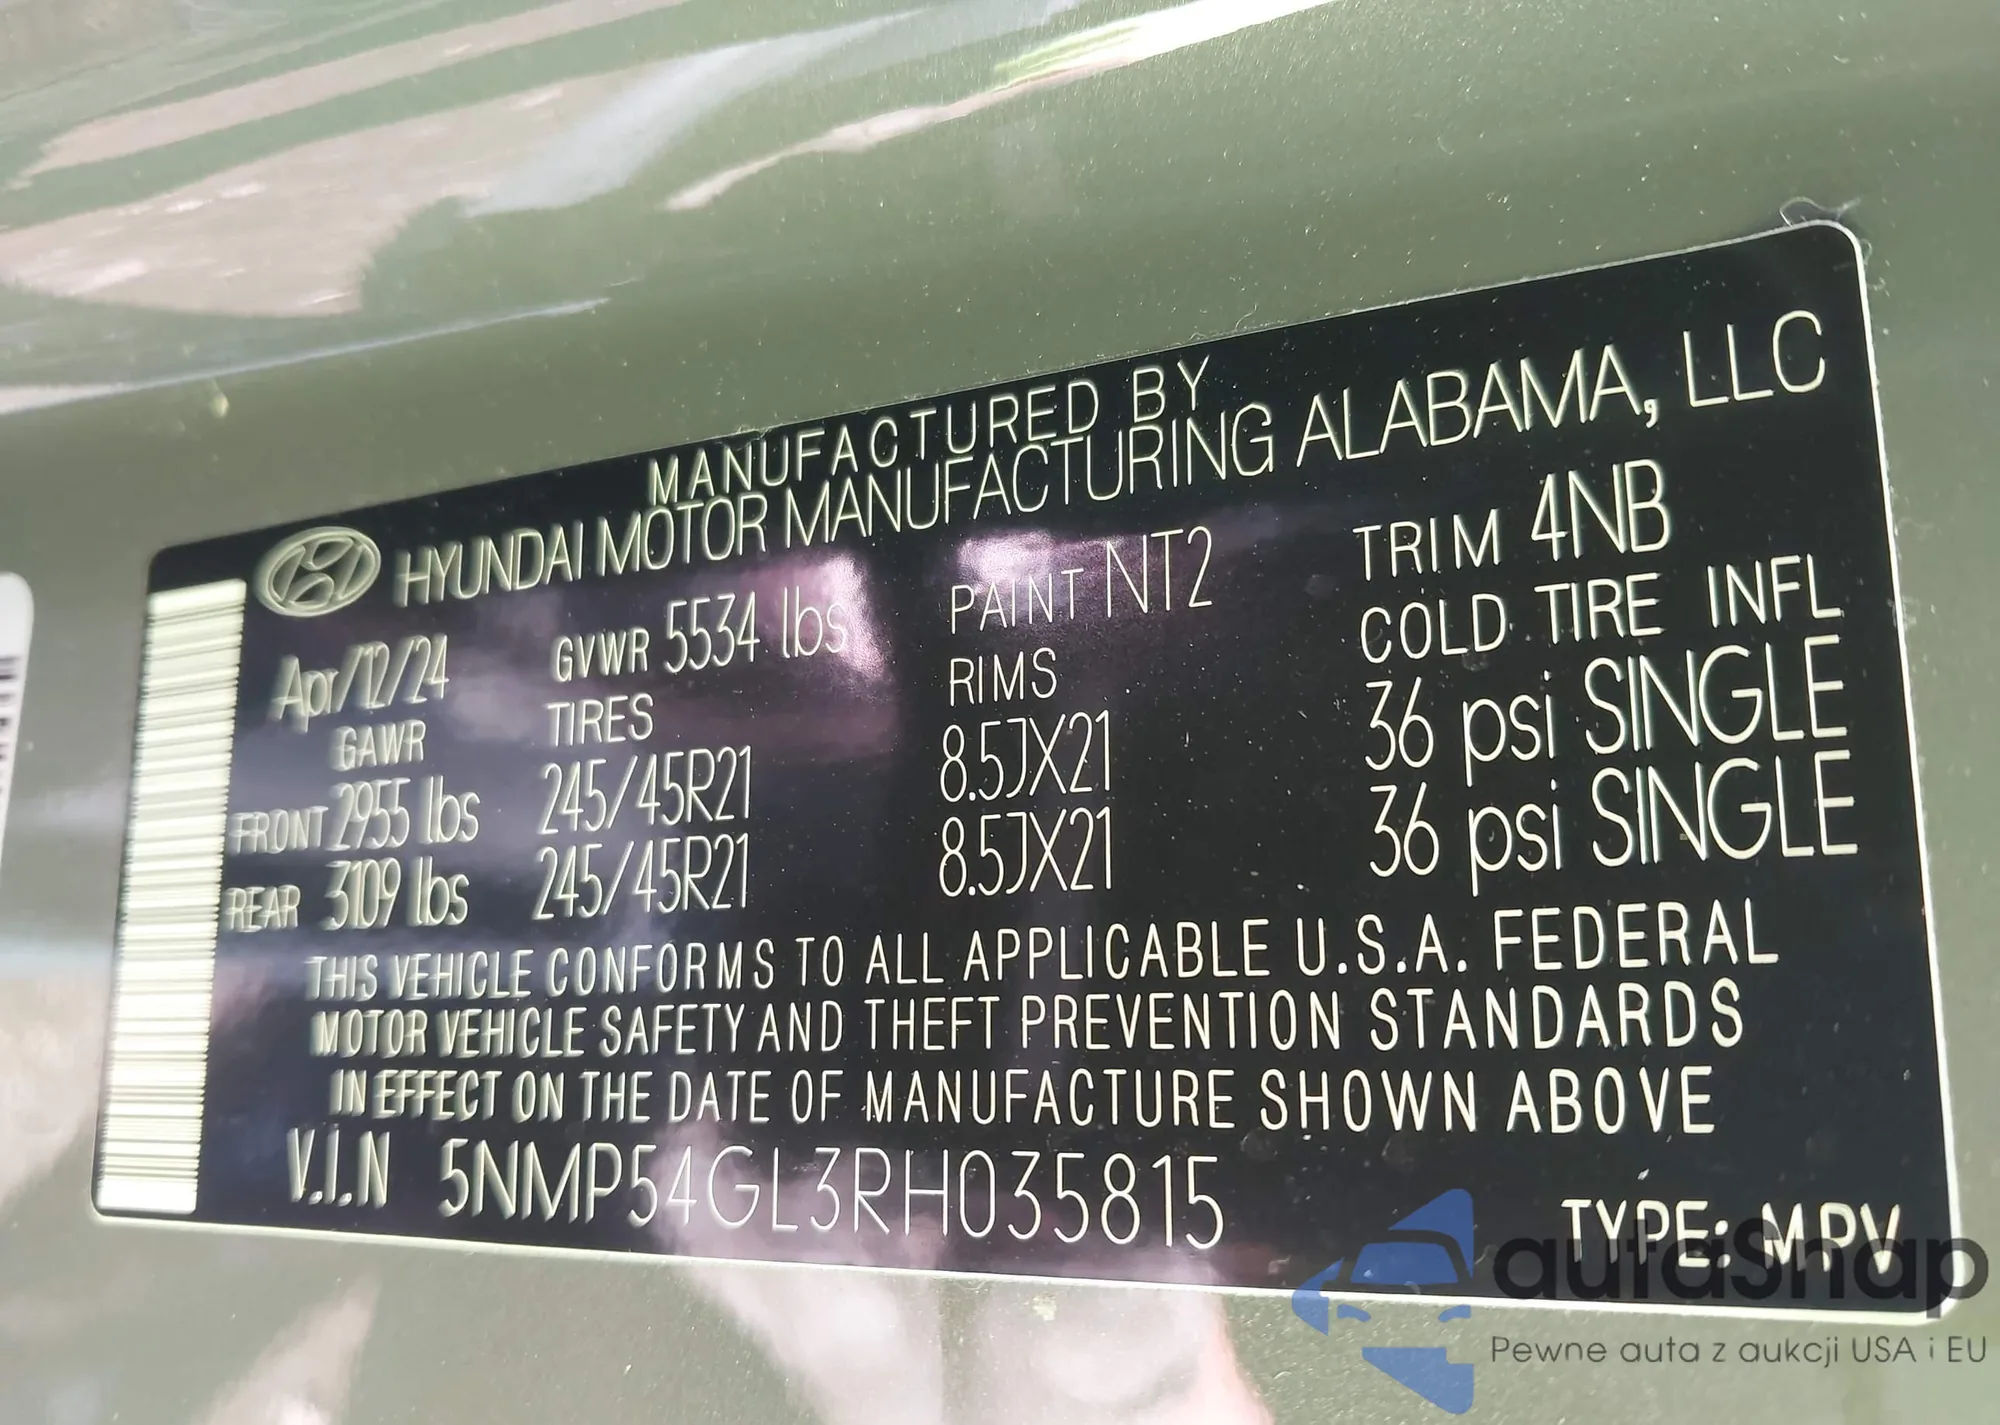 MANUFACTURED BY
HYUNDAI MOTOR MANUFACTURING ALABAMA, LLC
Apr/12/24 GVWR 5534 lbs PAINT NT2 TRIM 4NB
GAWR TIRES RIMS COLD TIRE INFL
FRONT 2955 lbs 245/45R21 8.5JX21 36 psi SINGLE
REAR 3109 lbs 245/45R21 8.5JX21 36 psi SINGLE
THIS VEHICLE CONFORMS TO ALL APPLICABLE U.S.A. FEDERAL
MOTOR VEHICLE SAFETY AND THEFT PREVENTION STANDARDS
IN EFFECT ON THE DATE OF MANUFACTURE SHOWN ABOVE
V.I.N 5NMP54GL3RH035815
TYPE: MPV
autaSnap
Pewne auta z aukcji USA i EU